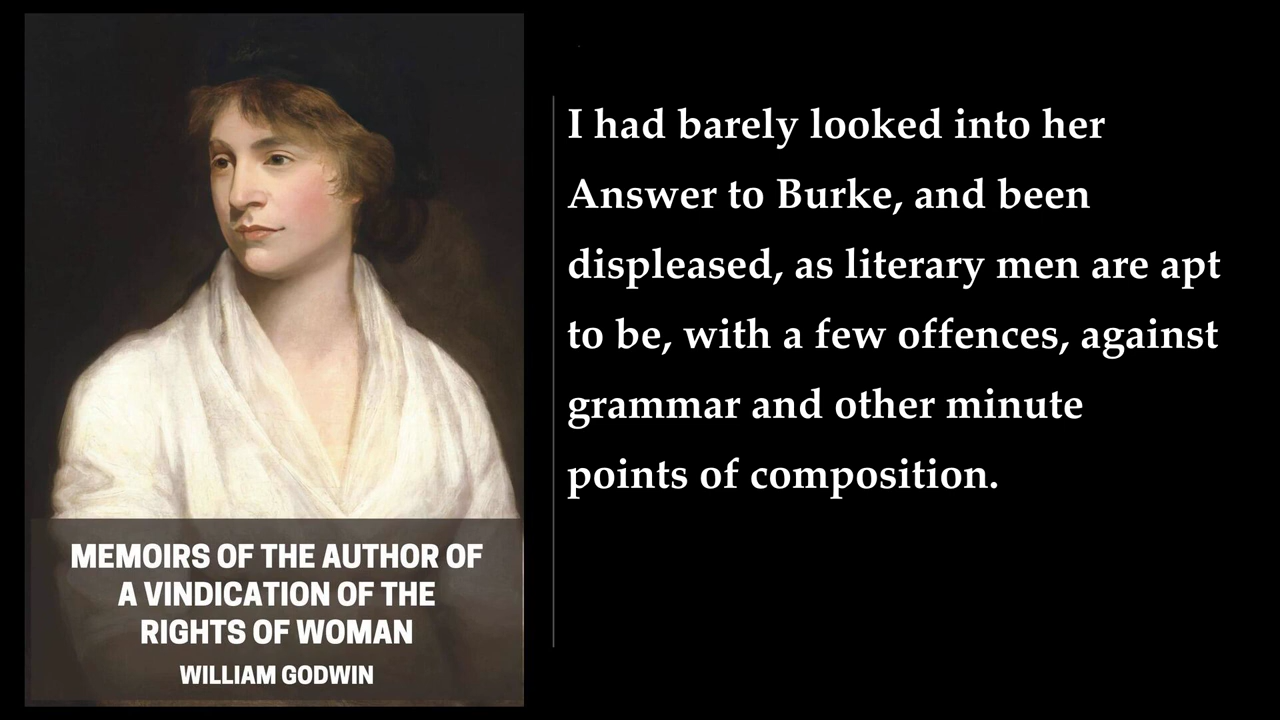 MEMOIRS OF THE AUTHOR OF
A VINDICATION OF THE
RIGHTS OF WOMAN
WILLIAM GODWIN
I had barely looked into her
Answer to Burke, and been
displeased, as literary men are apt
to be, with a few offences, against
grammar and other minute
points of composition.